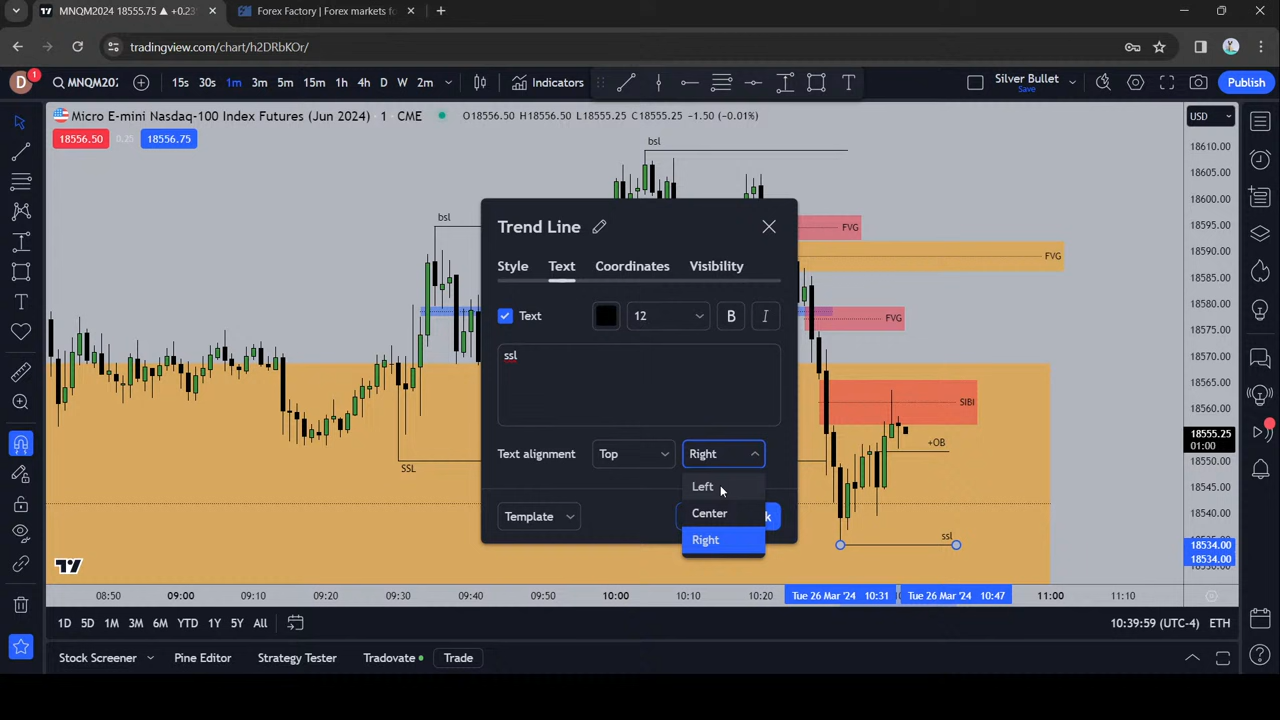 MNQM2024 18555.75 ▲ +0.23
Forex Factory | Forex markets fo
tradingview.com/chart/h2DRbKOr/
D
1
MNQM202
15s 30s 1m 3m 5m 15m 1h 4h D W 2m
Indicators
Silver Bullet
Save
Publish
Micro E-mini Nasdaq-100 Index Futures (Jun 2024) · 1 · CME
O18556.50 H18556.50 L18555.25 C18555.25 −1.50 (−0.01%)
USD
18556.50 0.25 18556.75
bsl
18610.00
18605.00
18600.00
bsl
18595.00
FVG
18590.00
FVG
18585.00
18580.00
FVG
18575.00
18570.00
18565.00
SIBI
18560.00
18555.25
01:00
+OB
18550.00
SSL
18545.00
18540.00
ssl
18534.00
18534.00
Trend Line
Style Text Coordinates Visibility
Text
12
B I
ssl
Text alignment
Top
Right
Left
Center
Right
Template
k
08:50 09:00 09:10 09:20 09:30 09:40 09:50 10:00 10:10 10:20
Tue 26 Mar '24 10:31
Tue 26 Mar '24 10:47
11:00 11:10
1D 5D 1M 3M 6M YTD 1Y 5Y All
10:39:59 (UTC-4) ETH
Stock Screener
Pine Editor
Strategy Tester
Tradovate
Trade